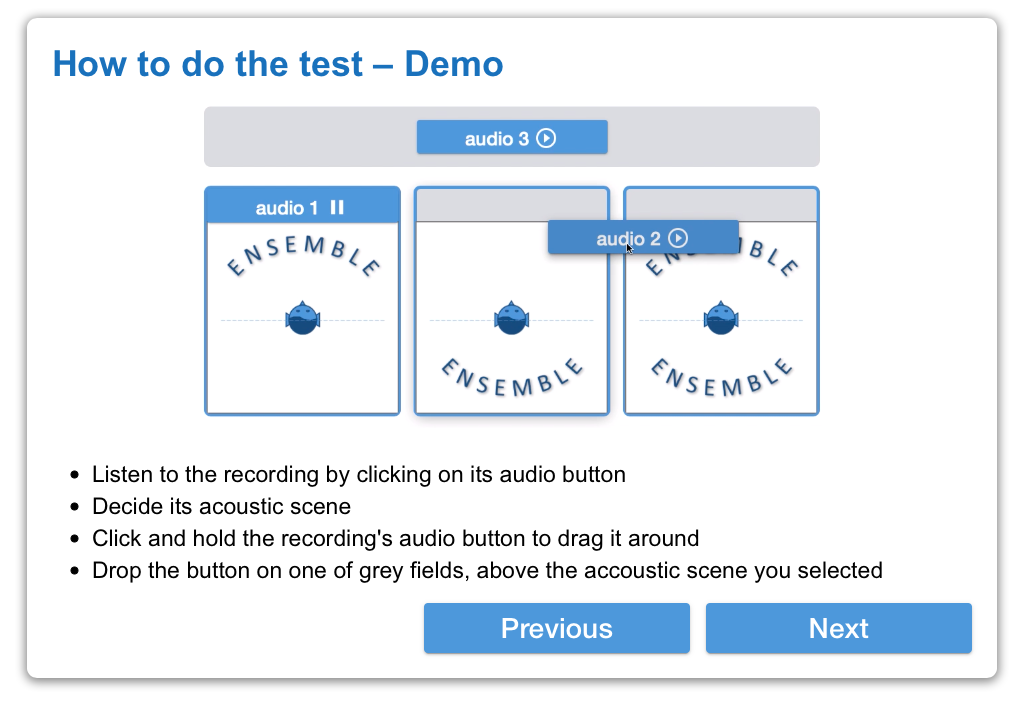 How to do the test – Demo
audio 3
audio 1
audio 2
ENSEMBLE
ENSEMBLE
ENSEMBLE
ENSEMBLE
• Listen to the recording by clicking on its audio button
• Decide its acoustic scene
• Click and hold the recording's audio button to drag it around
• Drop the button on one of grey fields, above the accoustic scene you selected
Previous
Next